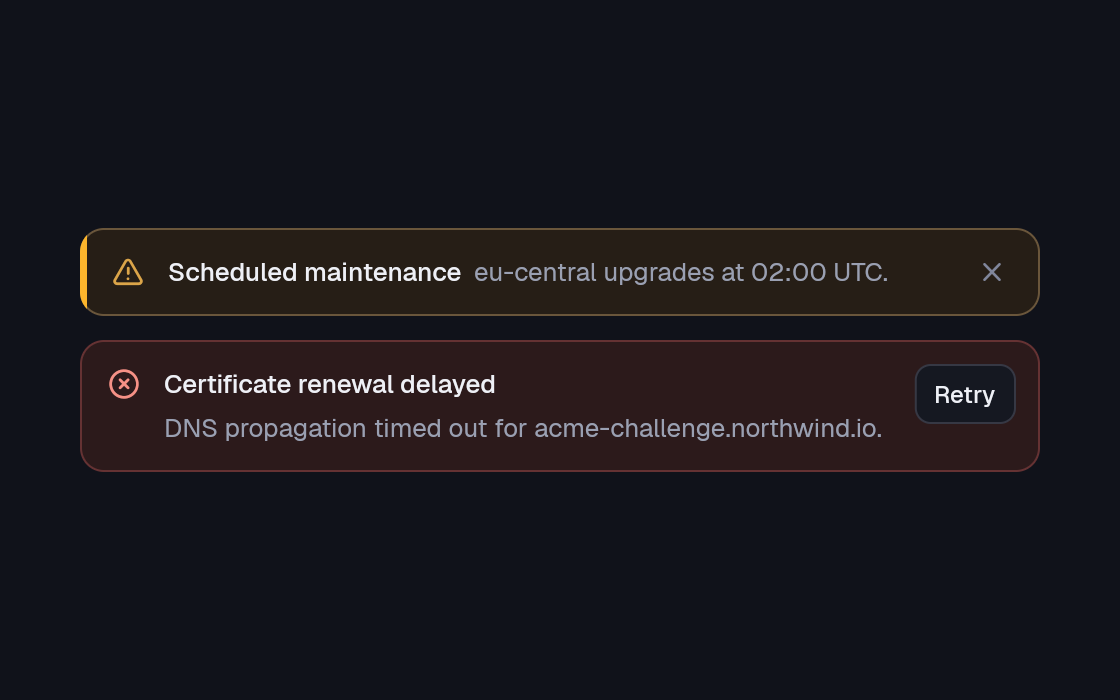 Scheduled maintenance eu-central upgrades at 02:00 UTC.
Certificate renewal delayed
Retry
DNS propagation timed out for acme-challenge.northwind.io.